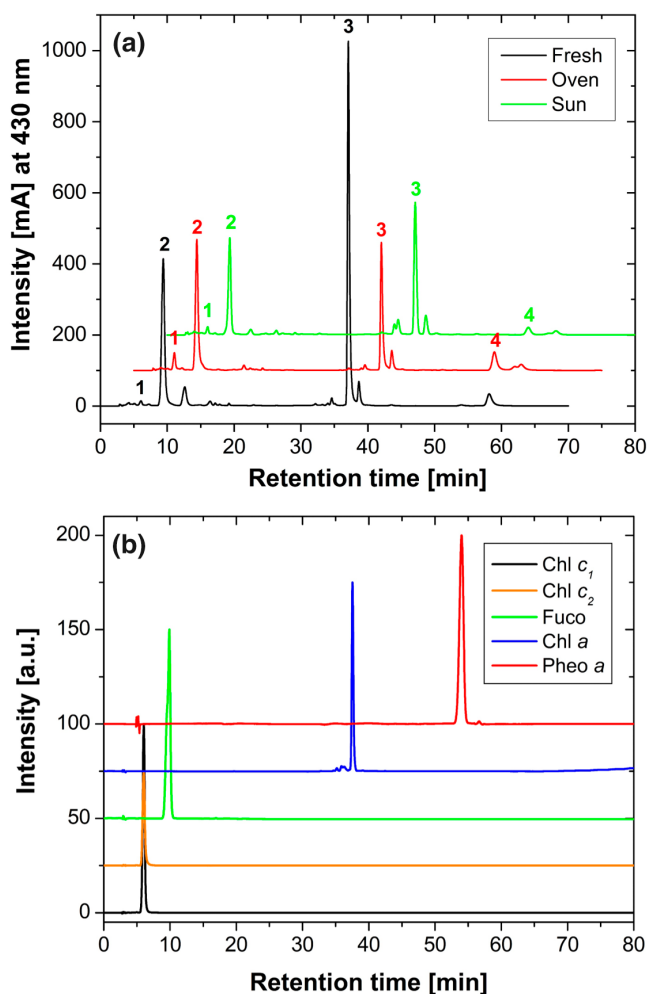 (a)
Fresh
Oven
Sun
Intensity [mA] at 430 nm
1000
800
600
400
200
0
1
2
3
1
2
3
4
1
2
3
4
0 10 20 30 40 50 60 70 80
Retention time [min]
(b)
Chl c1
Chl c2
Fuco
Chl a
Pheo a
Intensity [a.u.]
200
150
100
50
0
0 10 20 30 40 50 60 70 80
Retention time [min]